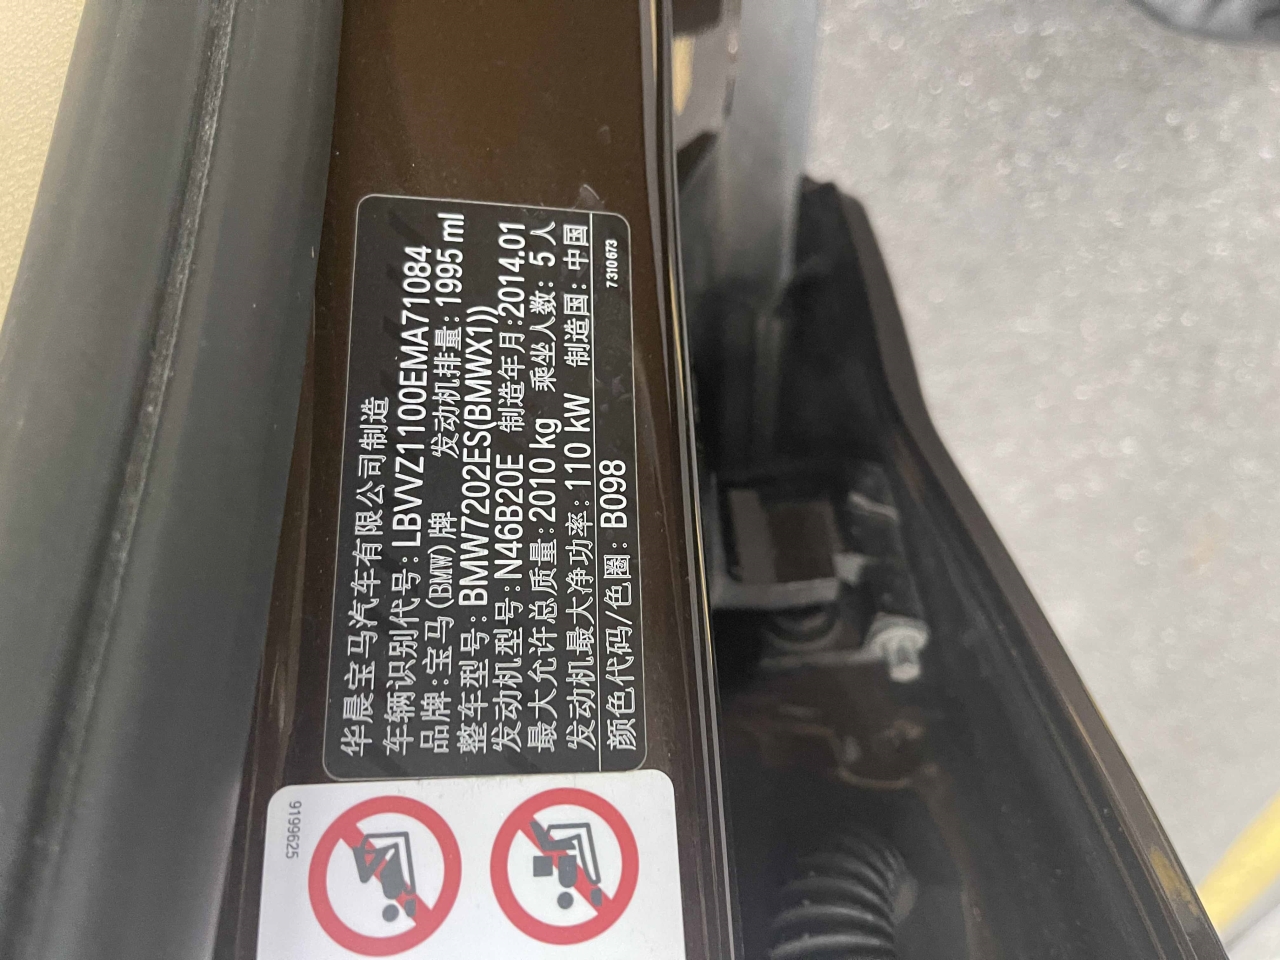 华晨宝马汽车有限公司制造
车辆识别代号:LBVVZ1100EMA71084
品牌:宝马(BMW)牌 发动机排量:1995 ml
整车型号:BMW7202ES(BMWX1))
发动机型号:N46B20E 制造年月:2014.01
最大允许总质量:2010 kg 乘坐人数: 5 人
发动机最大净功率:110 kW 制造国:中国
颜色代码/色圈: B098
7310673
9199625